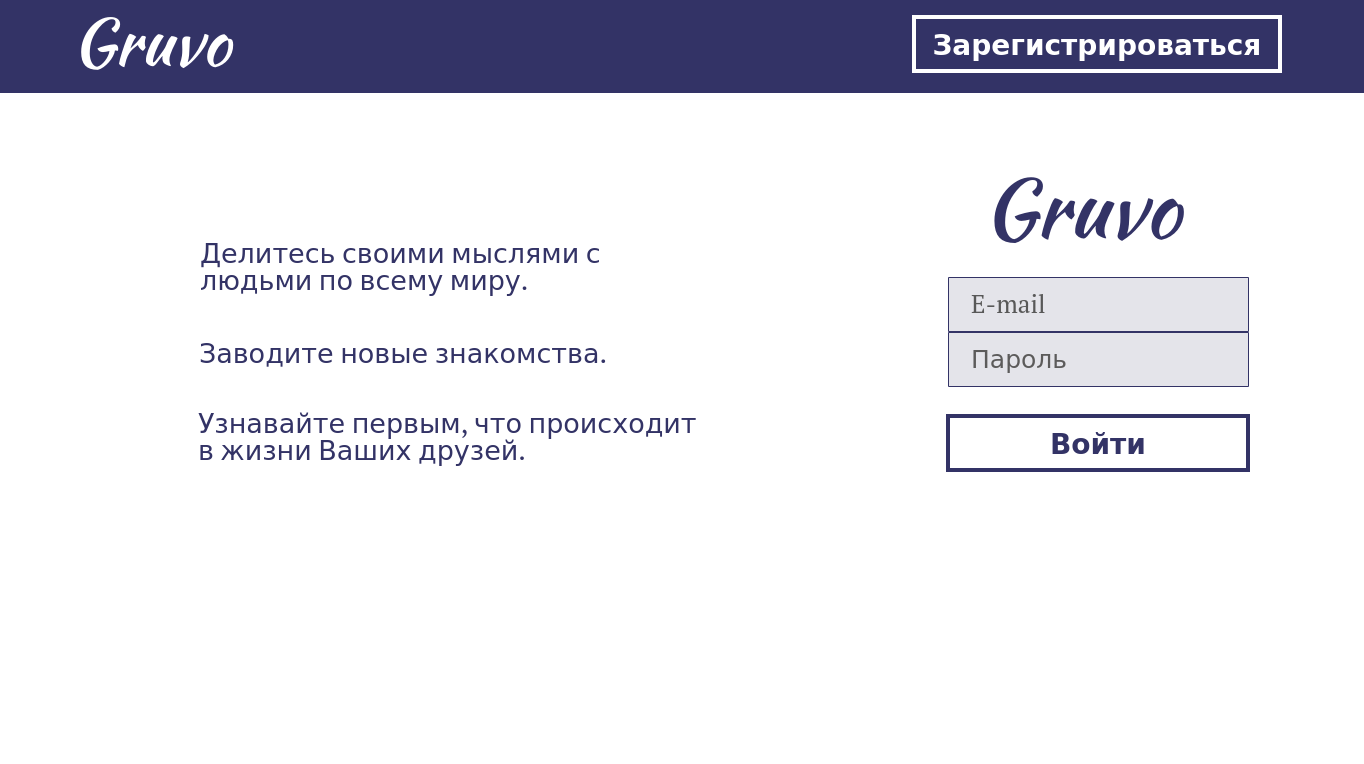 Gruvo
Зарегистрироваться
Gruvo
Делитесь своими мыслями с
людьми по всему миру.
Заводите новые знакомства.
Узнавайте первым, что происходит
в жизни Ваших друзей.
E-mail
Пароль
Войти